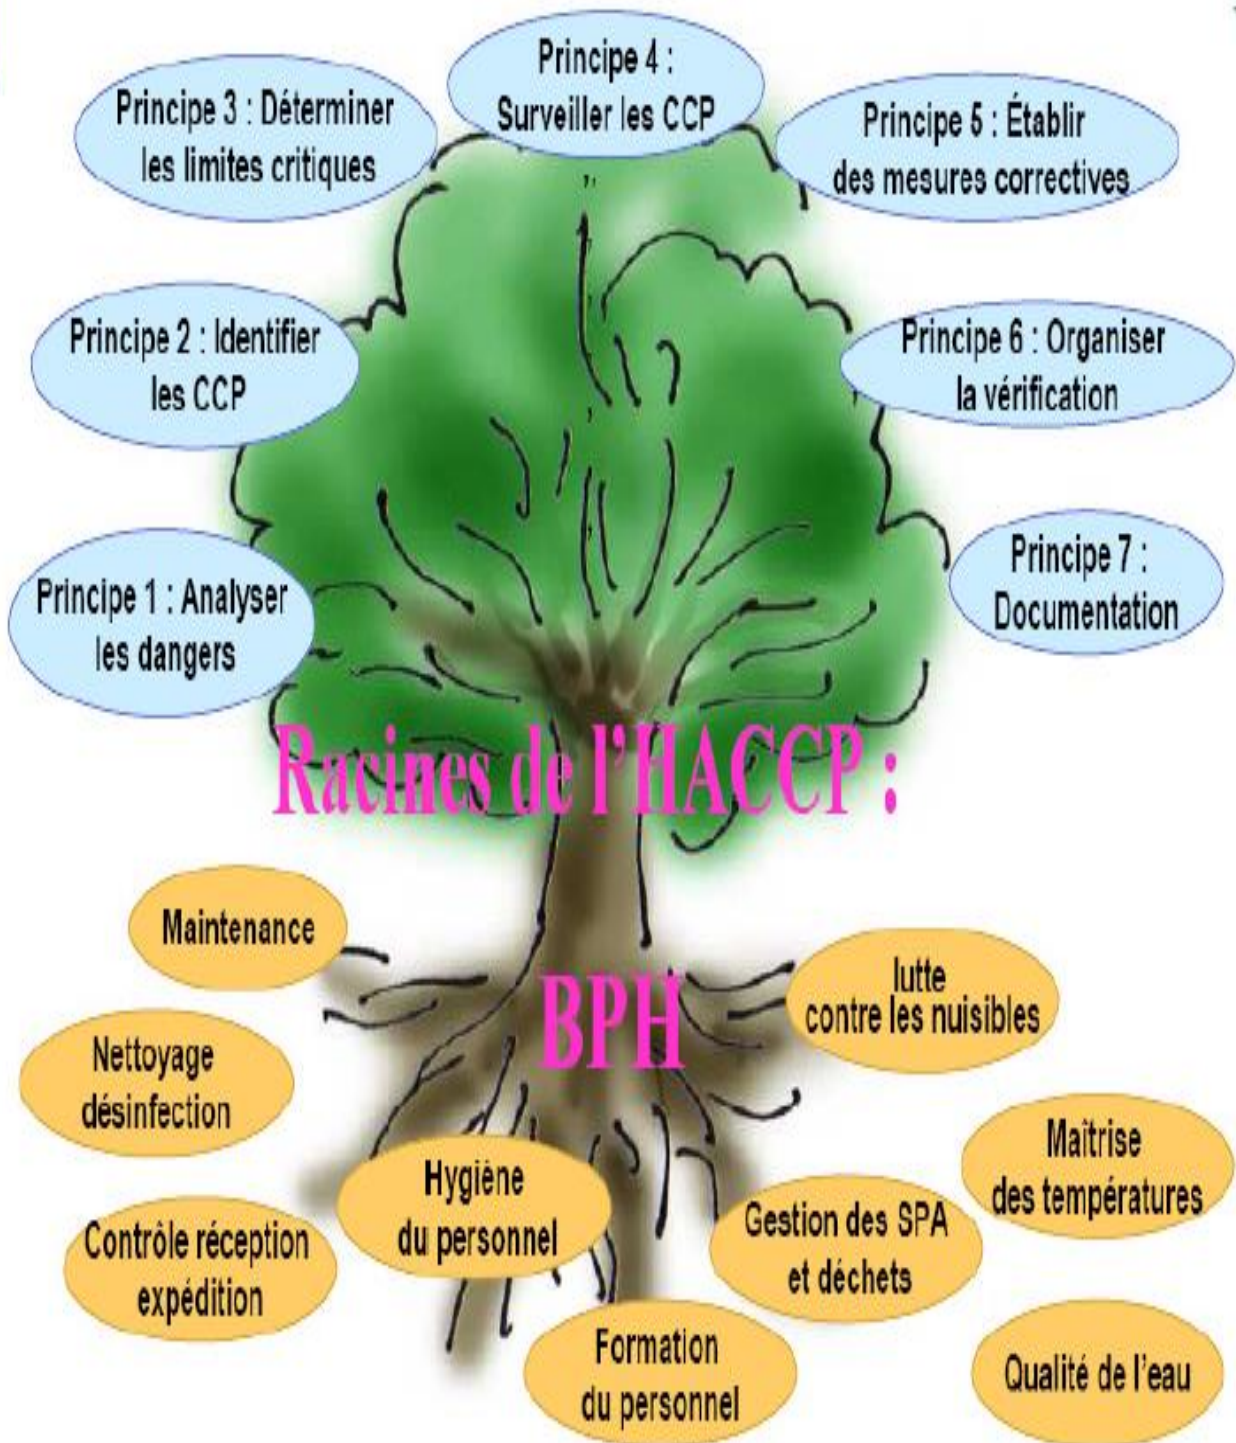 Principe 4 :
Surveiller les CCP
Principe 3 : Déterminer
les limites critiques
Principe 5 : Établir
des mesures correctives
Principe 2 : Identifier
les CCP
Principe 6 : Organiser
la vérification
Principe 1 : Analyser
les dangers
Principe 7 :
Documentation
Racines de l'HACCP :
BPH
Maintenance
lutte
contre les nuisibles
Nettoyage
désinfection
Maîtrise
des températures
Hygiène
du personnel
Gestion des SPA
et déchets
Contrôle réception
expédition
Formation
du personnel
Qualité de l'eau